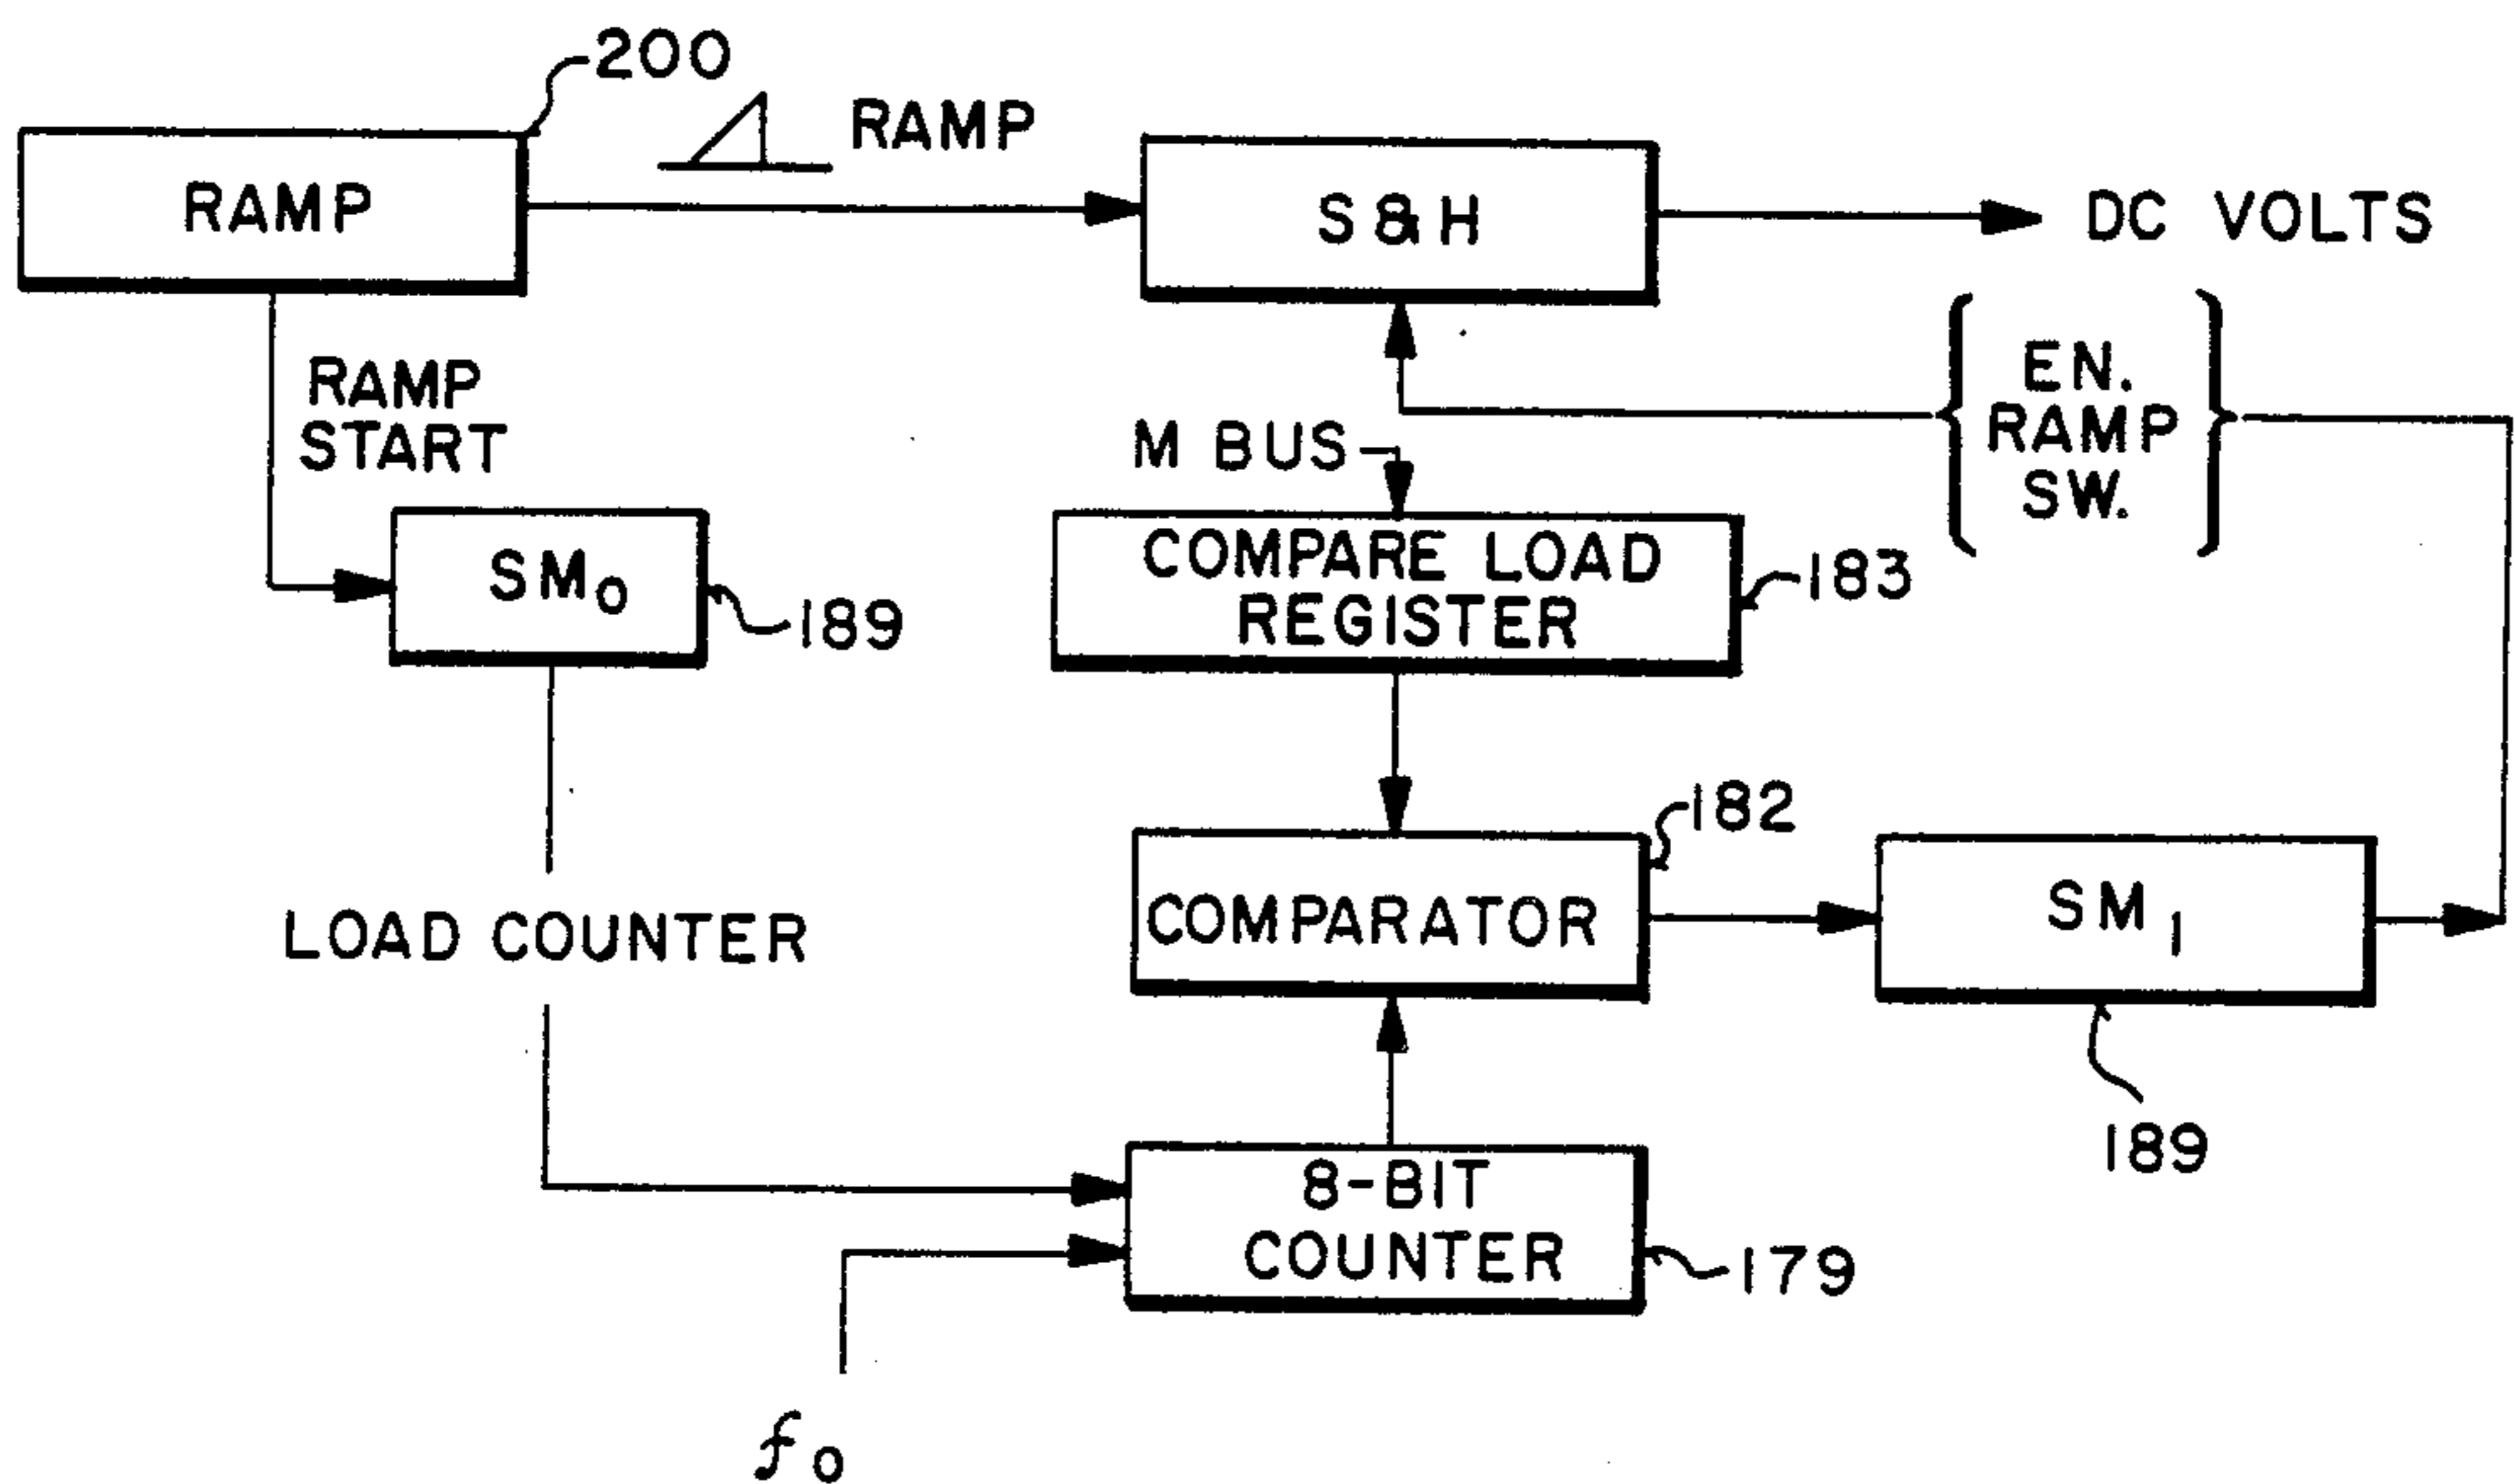 200
RAMP
RAMP
S & H
DC VOLTS
RAMP
START
EN.
RAMP
SW.
M BUS
SM0
189
COMPARE LOAD
REGISTER
183
LOAD COUNTER
182
COMPARATOR
SM1
189
8-BIT
COUNTER
179
f0